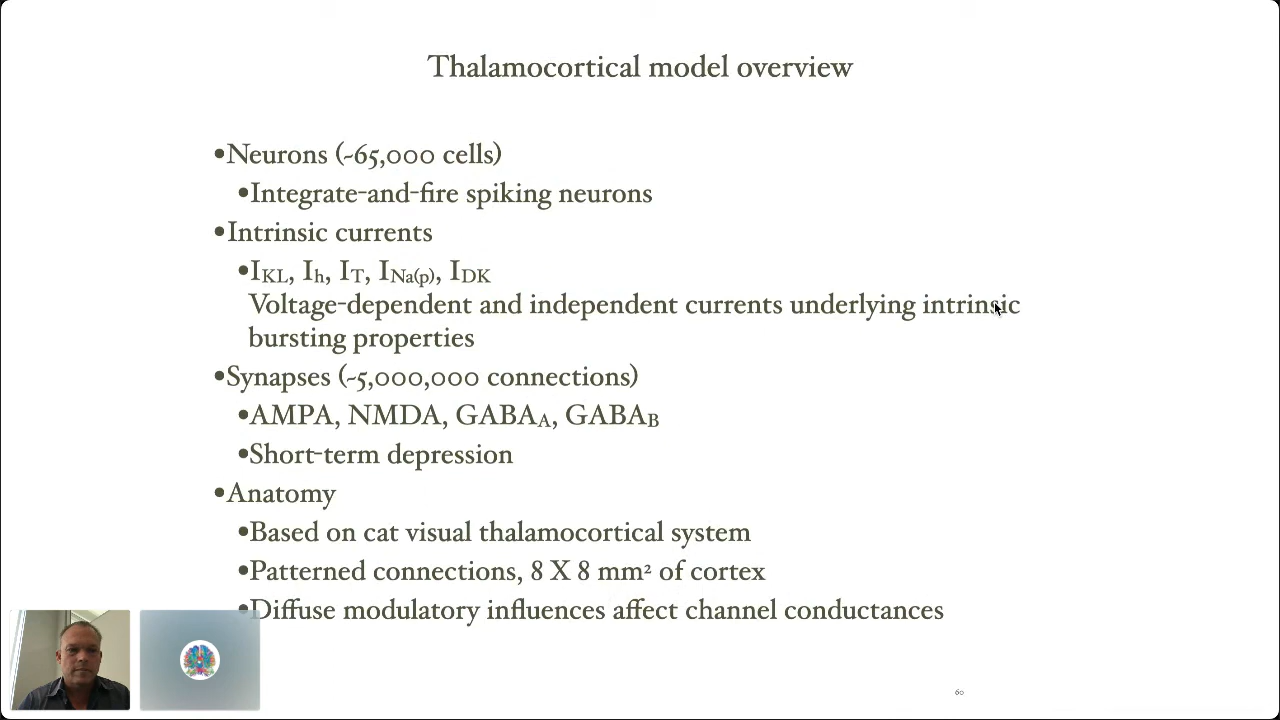 Thalamocortical model overview
•Neurons (~65,000 cells)
•Integrate-and-fire spiking neurons
•Intrinsic currents
•I_KL, I_h, I_T, I_Na(p), I_DK
Voltage-dependent and independent currents underlying intrinsic
bursting properties
•Synapses (~5,000,000 connections)
•AMPA, NMDA, GABA_A, GABA_B
•Short-term depression
•Anatomy
•Based on cat visual thalamocortical system
•Patterned connections, 8 X 8 mm² of cortex
•Diffuse modulatory influences affect channel conductances
60